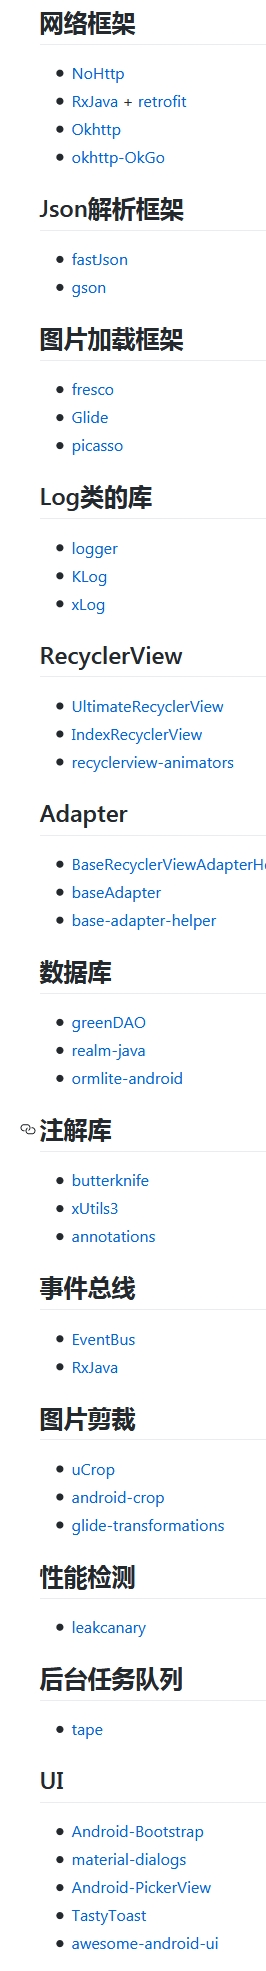 网络框架
NoHttp
RxJava + retrofit
Okhttp
okhttp-OkGo
Json解析框架
fastJson
gson
图片加载框架
fresco
Glide
picasso
Log类的库
logger
KLog
xLog
RecyclerView
UltimateRecyclerView
IndexRecyclerView
recyclerview-animators
Adapter
BaseRecyclerViewAdapterHe
baseAdapter
base-adapter-helper
数据库
greenDAO
realm-java
ormlite-android
注解库
butterknife
xUtils3
annotations
事件总线
EventBus
RxJava
图片剪裁
uCrop
android-crop
glide-transformations
性能检测
leakcanary
后台任务队列
tape
UI
Android-Bootstrap
material-dialogs
Android-PickerView
TastyToast
awesome-android-ui